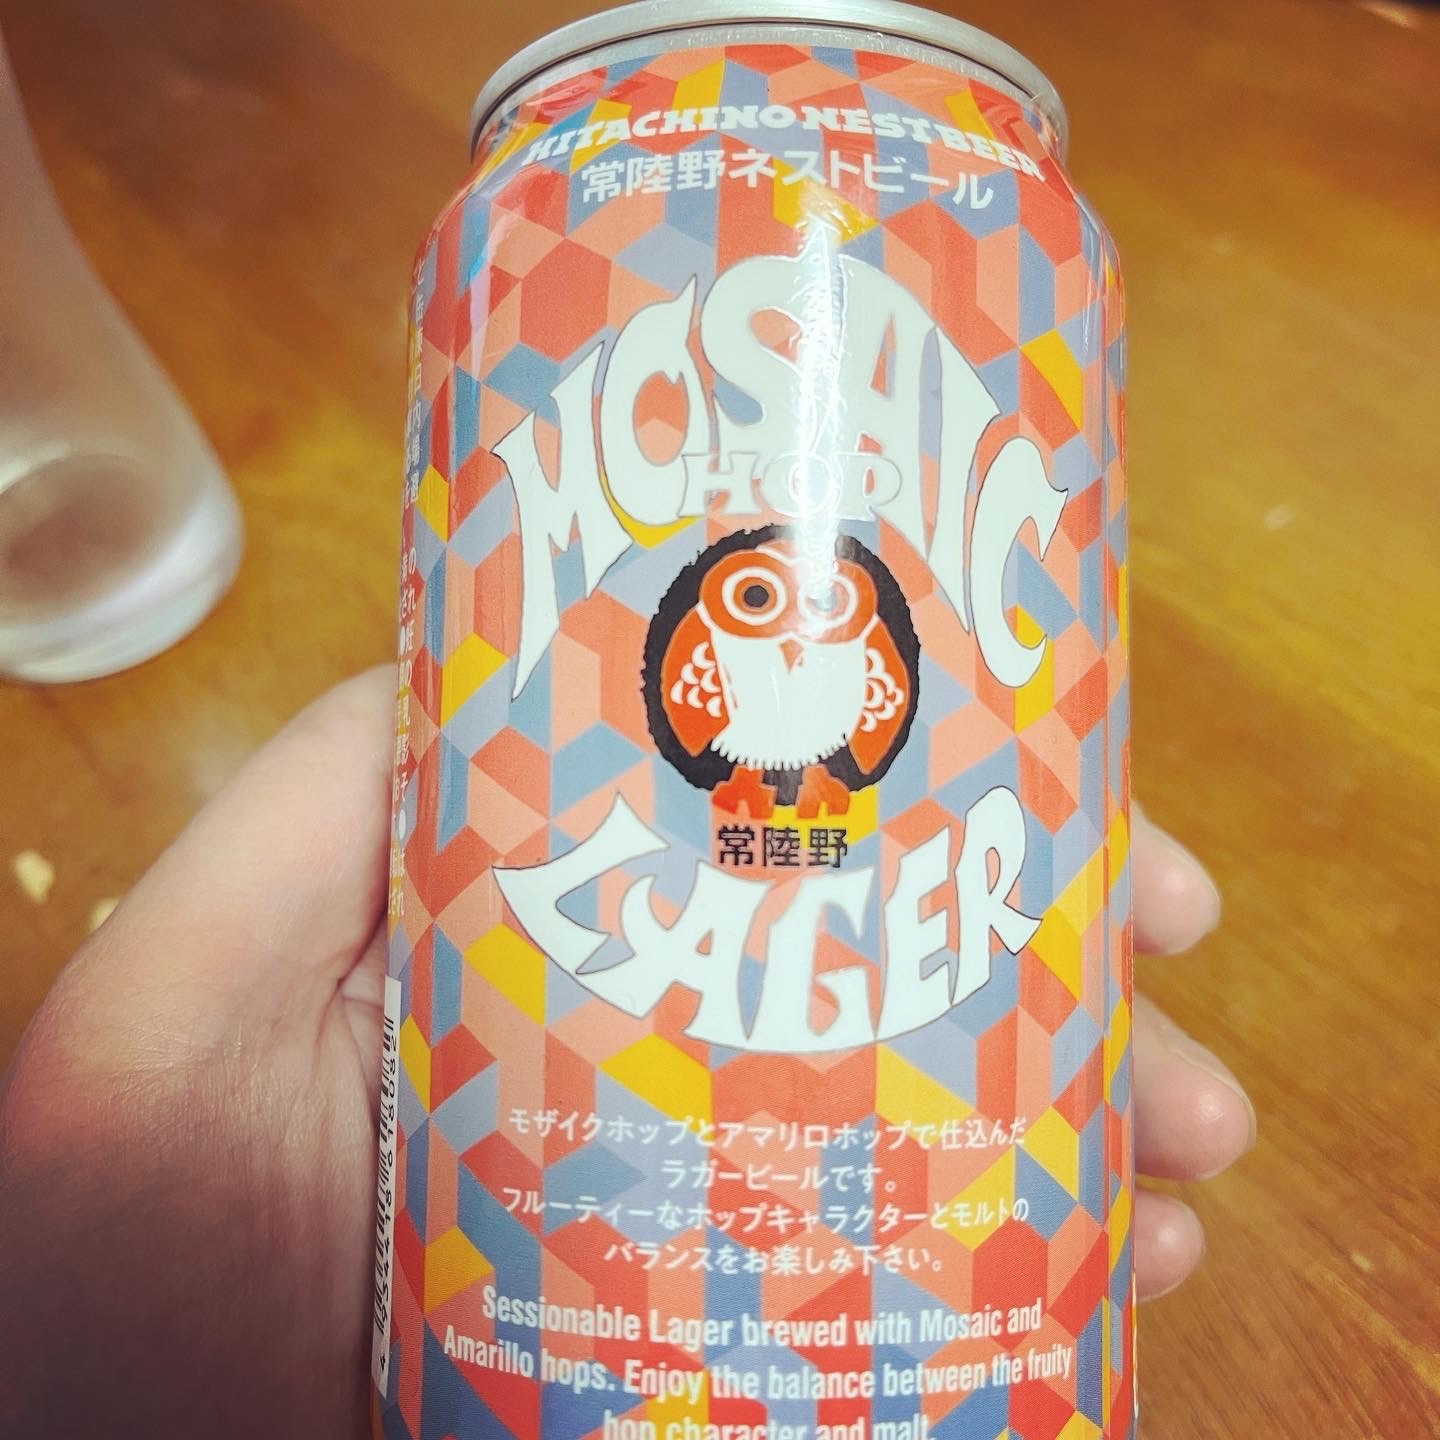 HITACHINO NEST BEER
常陸野ネストビール
MOSAIC
HOP
常陸野
LAGER
モザイクホップとアマリロホップで仕込んだ
ラガービールです。
フルーティーなホップキャラクターとモルトの
バランスをお楽しみ下さい。
Sessionable Lager brewed with Mosaic and
Amarillo hops. Enjoy the balance between the fruity
hop character and malt.